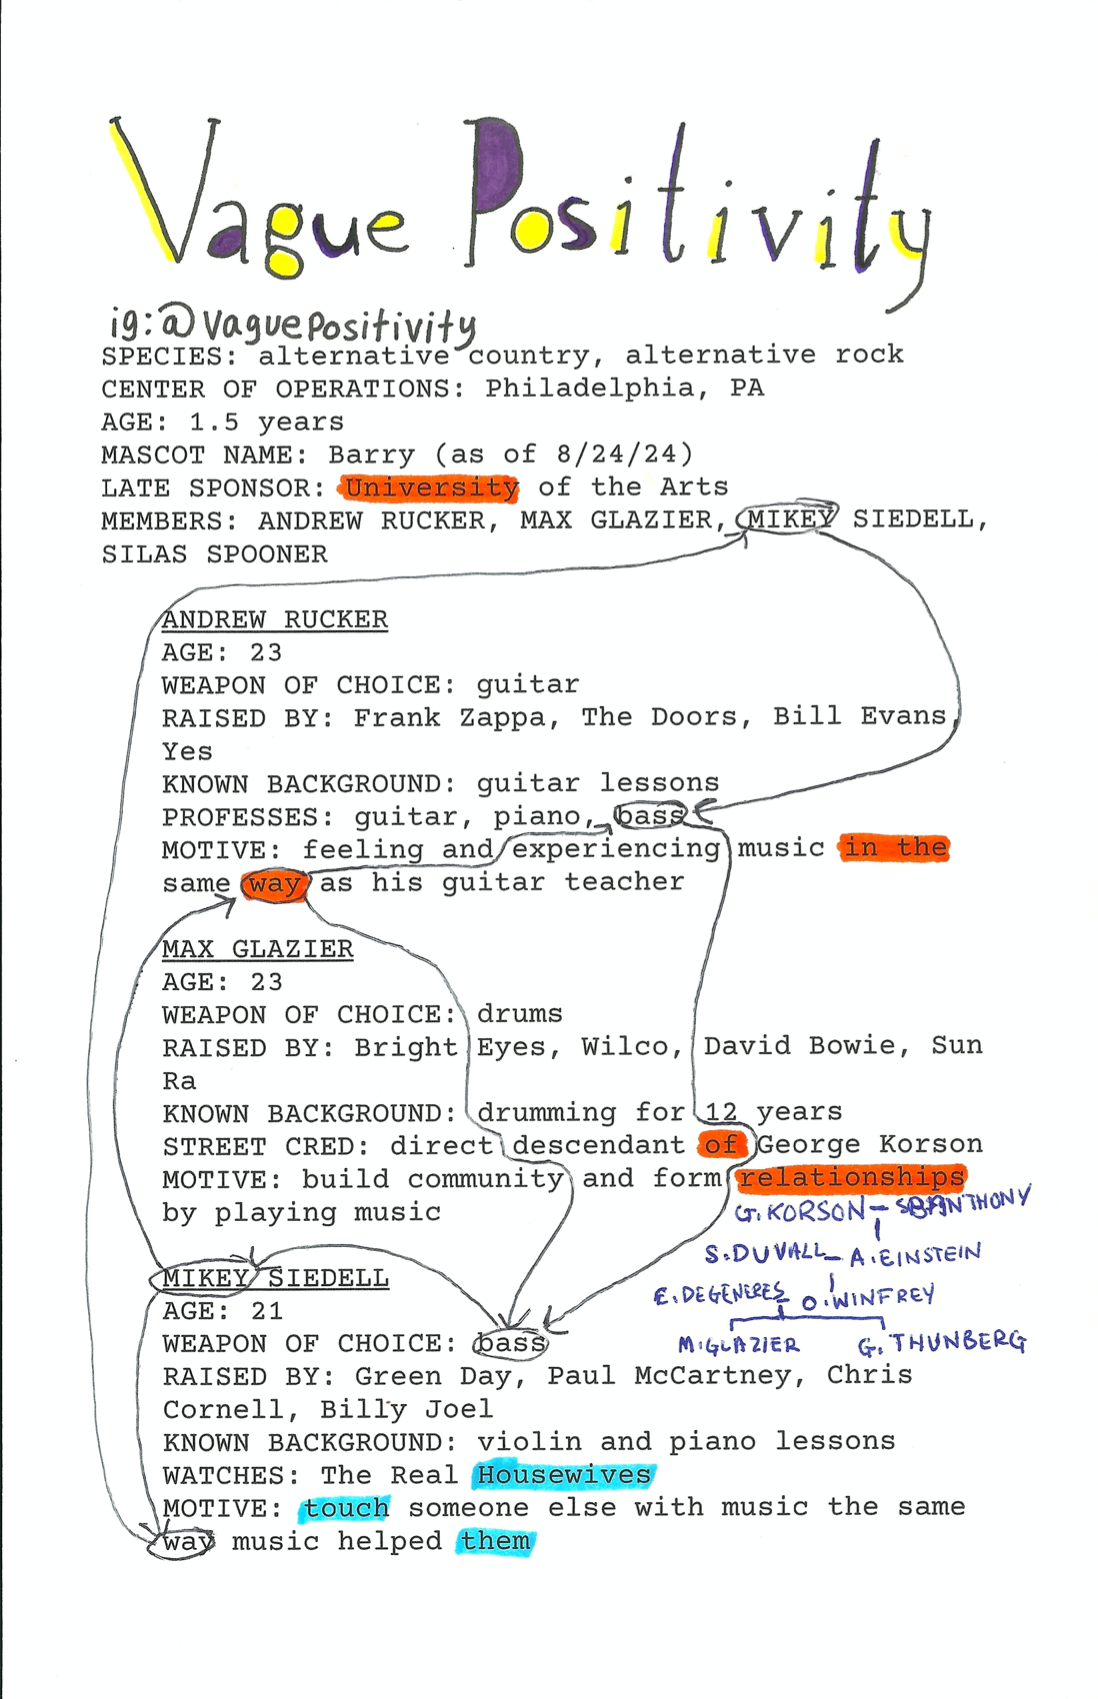 Vague Positivity
ig:@vaguepositivity
SPECIES: alternative country, alternative rock
CENTER OF OPERATIONS: Philadelphia, PA
AGE: 1.5 years
MASCOT NAME: Barry (as of 8/24/24)
LATE SPONSOR: University of the Arts
MEMBERS: ANDREW RUCKER, MAX GLAZIER, MIKEY SIEDELL,
SILAS SPOONER
ANDREW RUCKER
AGE: 23
WEAPON OF CHOICE: guitar
RAISED BY: Frank Zappa, The Doors, Bill Evans,
Yes
KNOWN BACKGROUND: guitar lessons
PROFESSES: guitar, piano, bass
MOTIVE: feeling and experiencing music in the
same way as his guitar teacher
MAX GLAZIER
AGE: 23
WEAPON OF CHOICE: drums
RAISED BY: Bright Eyes, Wilco, David Bowie, Sun
Ra
KNOWN BACKGROUND: drumming for 12 years
STREET CRED: direct descendant of George Korson
MOTIVE: build community and form relationships
by playing music
G. KORSON - SBANTHONY
S. DUVALL - A. EINSTEIN
E. DEGENERES - O. WINFREY
M. GLAZIER G. THUNBERG
MIKEY SIEDELL
AGE: 21
WEAPON OF CHOICE: bass
RAISED BY: Green Day, Paul McCartney, Chris
Cornell, Billy Joel
KNOWN BACKGROUND: violin and piano lessons
WATCHES: The Real Housewives
MOTIVE: touch someone else with music the same
way music helped them